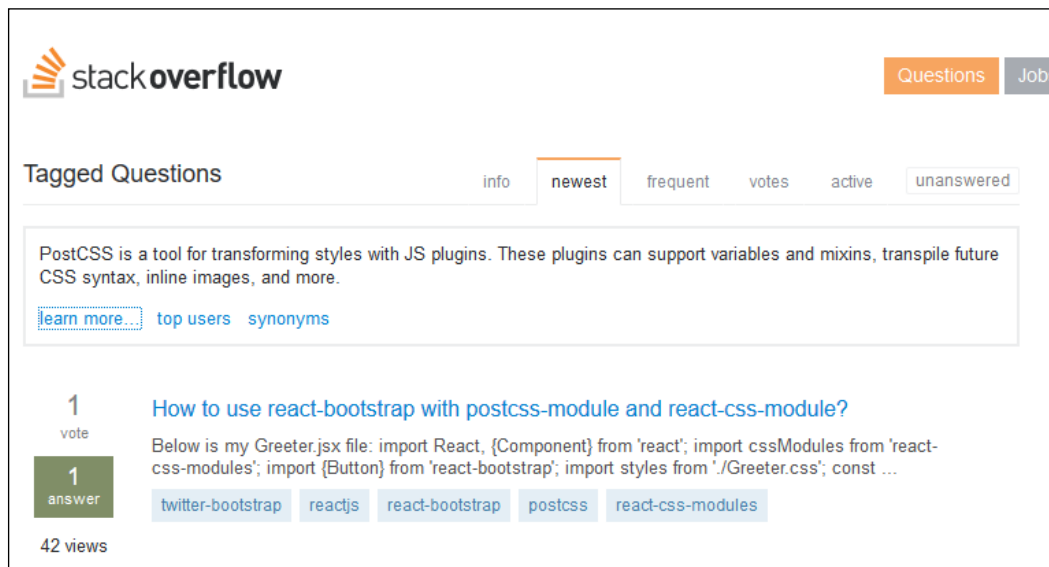 stackoverflow
Questions
Job
Tagged Questions
info
newest
frequent
votes
active
unanswered
PostCSS is a tool for transforming styles with JS plugins. These plugins can support variables and mixins, transpile future
CSS syntax, inline images, and more.
learn more... top users synonyms
1
vote
1
answer
42 views
How to use react-bootstrap with postcss-module and react-css-module?
Below is my Greeter.jsx file: import React, {Component} from 'react'; import cssModules from 'react-
css-modules'; import {Button} from 'react-bootstrap'; import styles from './Greeter.css'; const ...
twitter-bootstrap reactjs react-bootstrap postcss react-css-modules